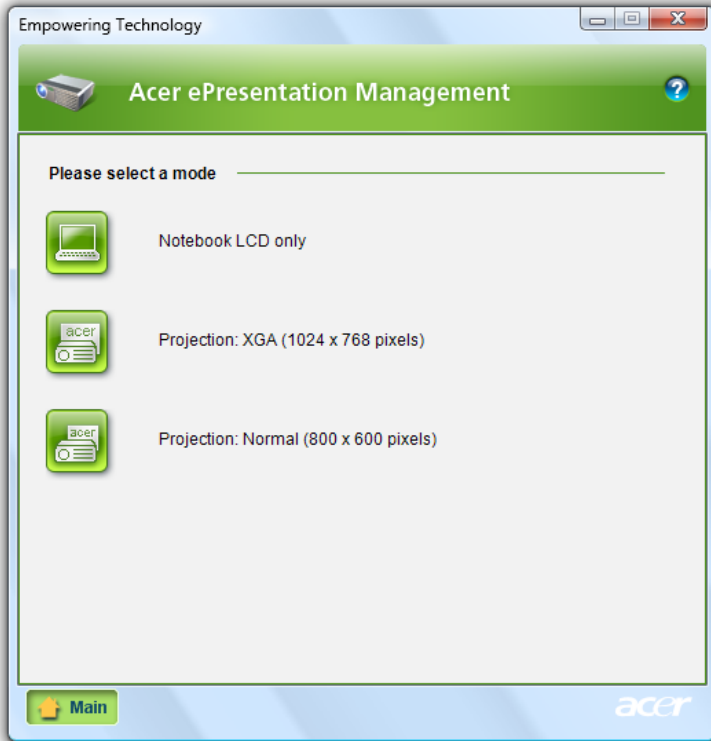 Empowering Technology
Acer ePresentation Management
?
Please select a mode
Notebook LCD only
acer
Projection: XGA (1024 x 768 pixels)
acer
Projection: Normal (800 x 600 pixels)
Main
acer